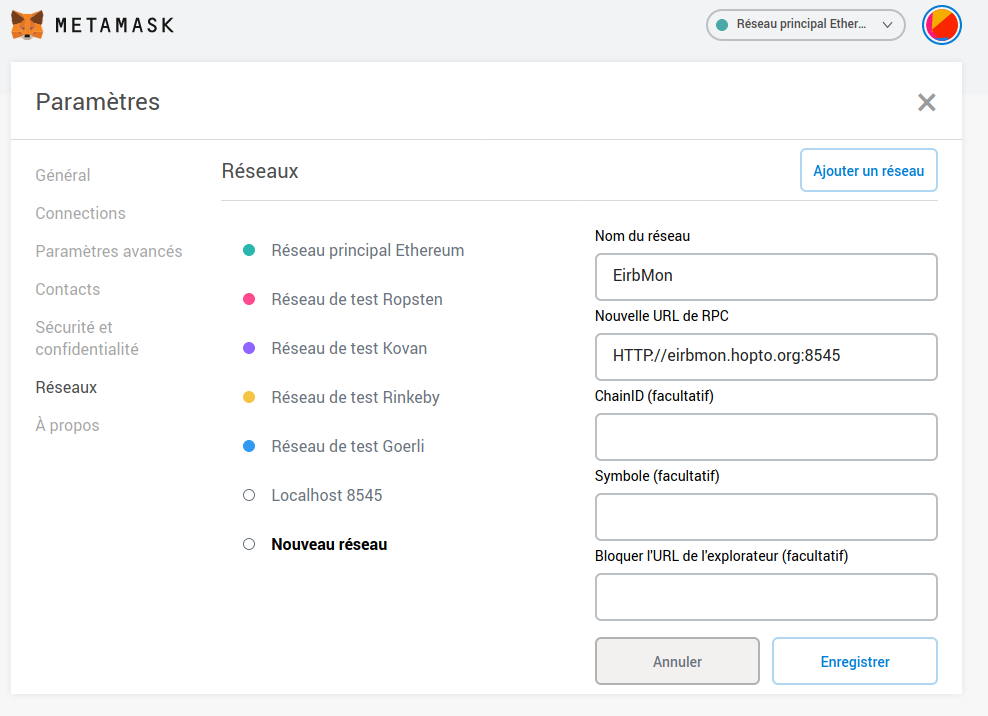 METAMASK
Réseau principal Ether...
Paramètres
Général
Connections
Paramètres avancés
Contacts
Sécurité et
confidentialité
Réseaux
À propos
Réseaux
Ajouter un réseau
Réseau principal Ethereum
Réseau de test Ropsten
Réseau de test Kovan
Réseau de test Rinkeby
Réseau de test Goerli
Localhost 8545
Nouveau réseau
Nom du réseau
EirbMon
Nouvelle URL de RPC
HTTP://eirbmon.hopto.org:8545
ChainID (facultatif)
Symbole (facultatif)
Bloquer l'URL de l'explorateur (facultatif)
Annuler
Enregistrer